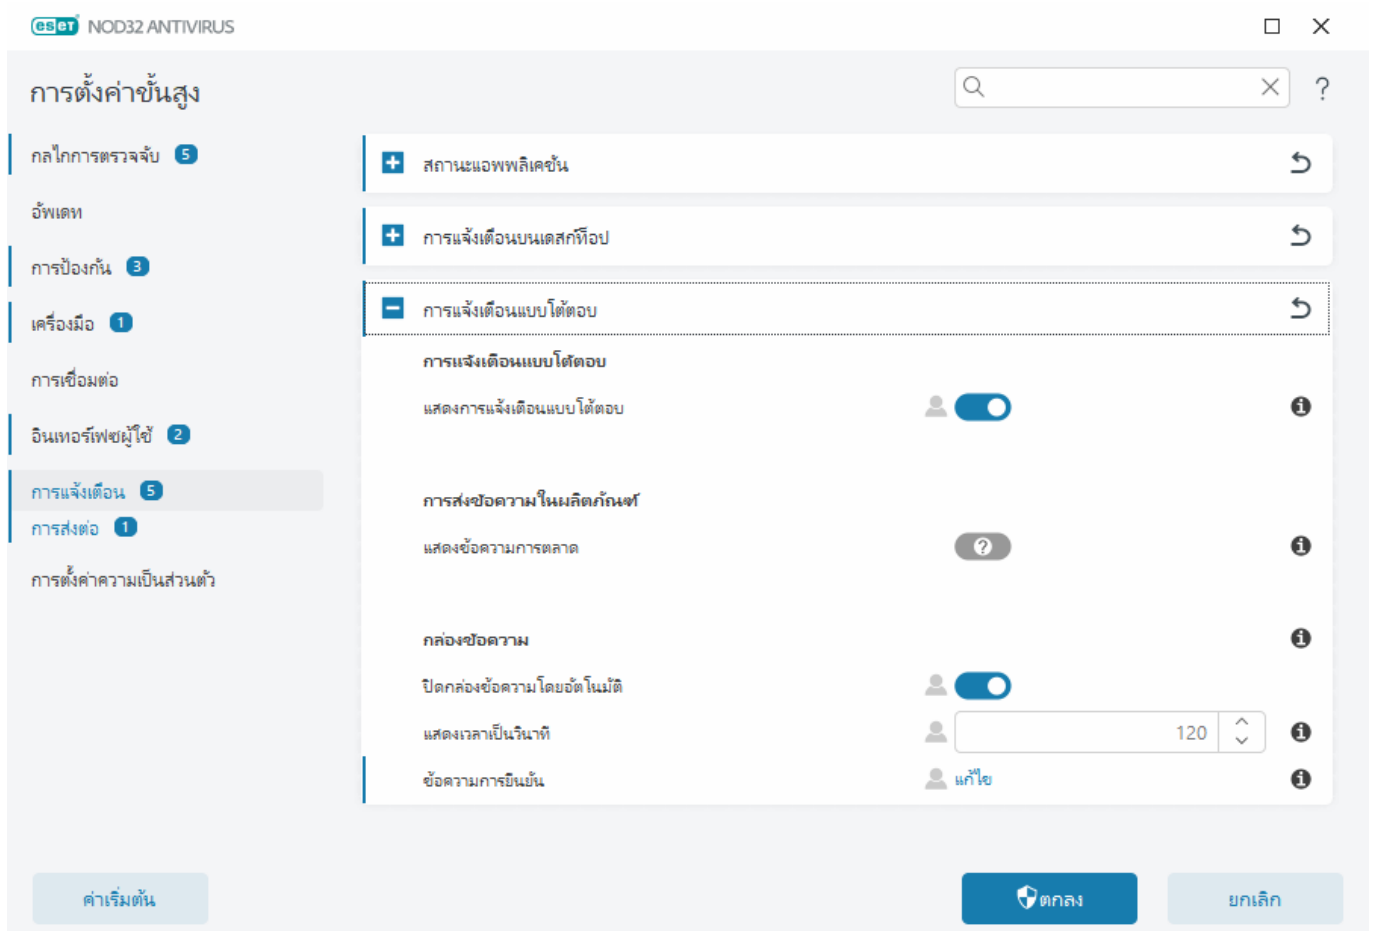 eset NOD32 ANTIVIRUS
การตั้งค่าขั้นสูง
?
กลไกการตรวจจับ 5
อัพเดท
การป้องกัน 3
เครื่องมือ 1
การเชื่อมต่อ
อินเทอร์เฟซผู้ใช้ 2
การแจ้งเตือน 5
การส่งต่อ 1
การตั้งค่าความเป็นส่วนตัว
สถานะแอพพลิเคชั่น
การแจ้งเตือนบนเดสก์ท็อป
การแจ้งเตือนแบบโต้ตอบ
การแจ้งเตือนแบบโต้ตอบ
แสดงการแจ้งเตือนแบบโต้ตอบ
การส่งข้อความในผลิตภัณฑ์
แสดงข้อความการตลาด ?
กล่องข้อความ
ปิดกล่องข้อความโดยอัตโนมัติ
แสดงเวลาเป็นวินาที 120
ข้อความการยืนยัน แก้ไข
ค่าเริ่มต้น
ตกลง
ยกเลิก